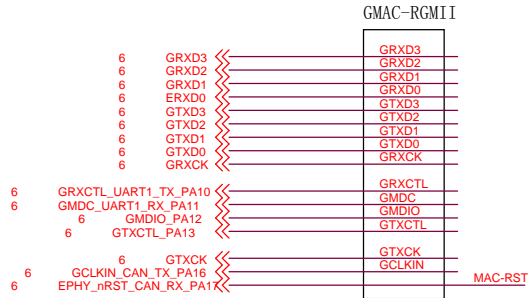 GMAC-RGMII
6 GRXD3 GRXD3
6 GRXD2 GRXD2
6 GRXD1 GRXD1
6 ERXD0 GRXD0
6 GTXD3 GTXD3
6 GTXD2 GTXD2
6 GTXD1 GTXD1
6 GTXD0 GTXD0
6 GRXCK GRXCK
6 GRXCTL_UART1_TX_PA10 GRXCTL
6 GMDC_UART1_RX_PA11 GMDC
6 GMDIO_PA12 GMDIO
6 GTXCTL_PA13 GTXCTL
6 GTXCK GTXCK
6 GCLKIN_CAN_TX_PA16 GCLKIN
6 EPHY_nRST_CAN_RX_PA17 MAC-RST